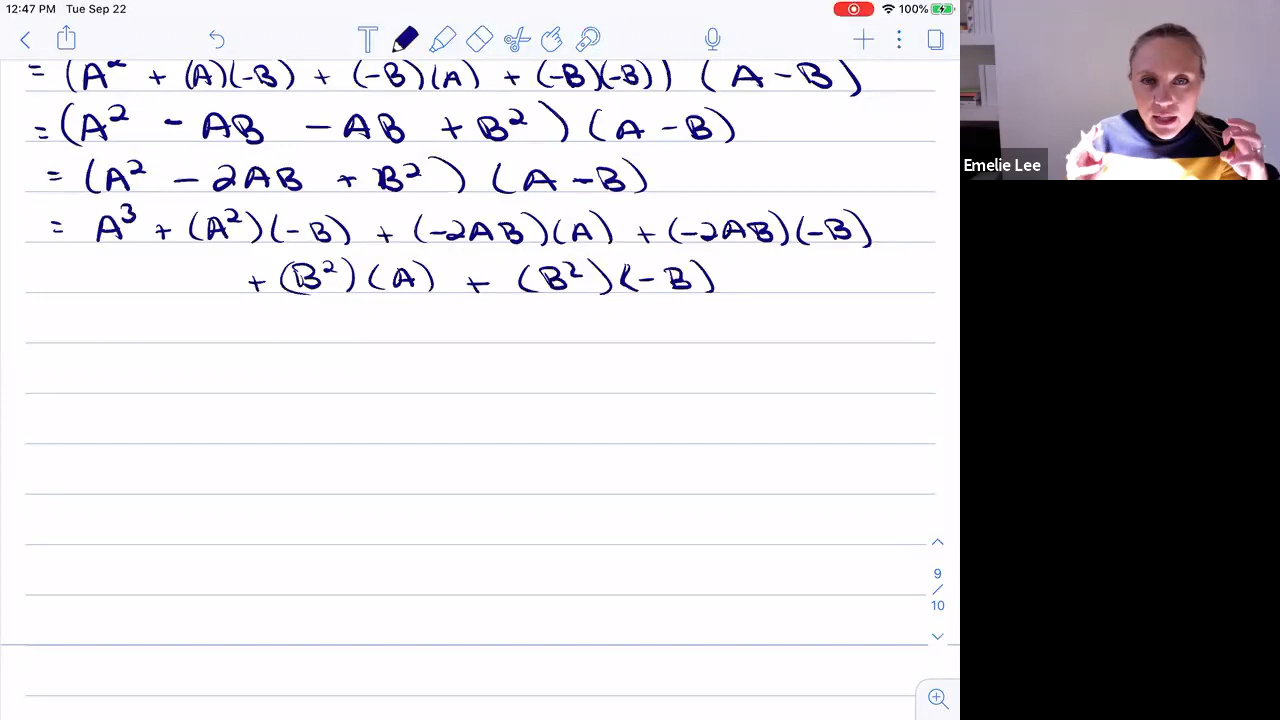 12:47 PM Tue Sep 22
100%
= (A² + (A)(-B) + (-B)(A) + (-B)(-B)) (A - B)
= (A² - AB - AB + B²) (A - B)
= (A² - 2AB + B²) (A - B)
= A³ + (A²)(-B) + (-2AB)(A) + (-2AB)(-B)
+ (B²)(A) + (B²)(-B)
Emelie Lee
9
/
10